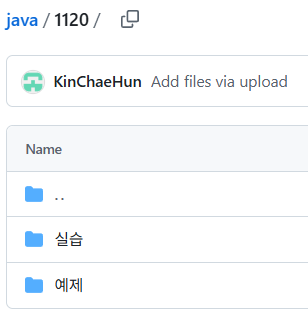 java / 1120 /
KinChaeHun Add files via upload
Name
..
실습
예제